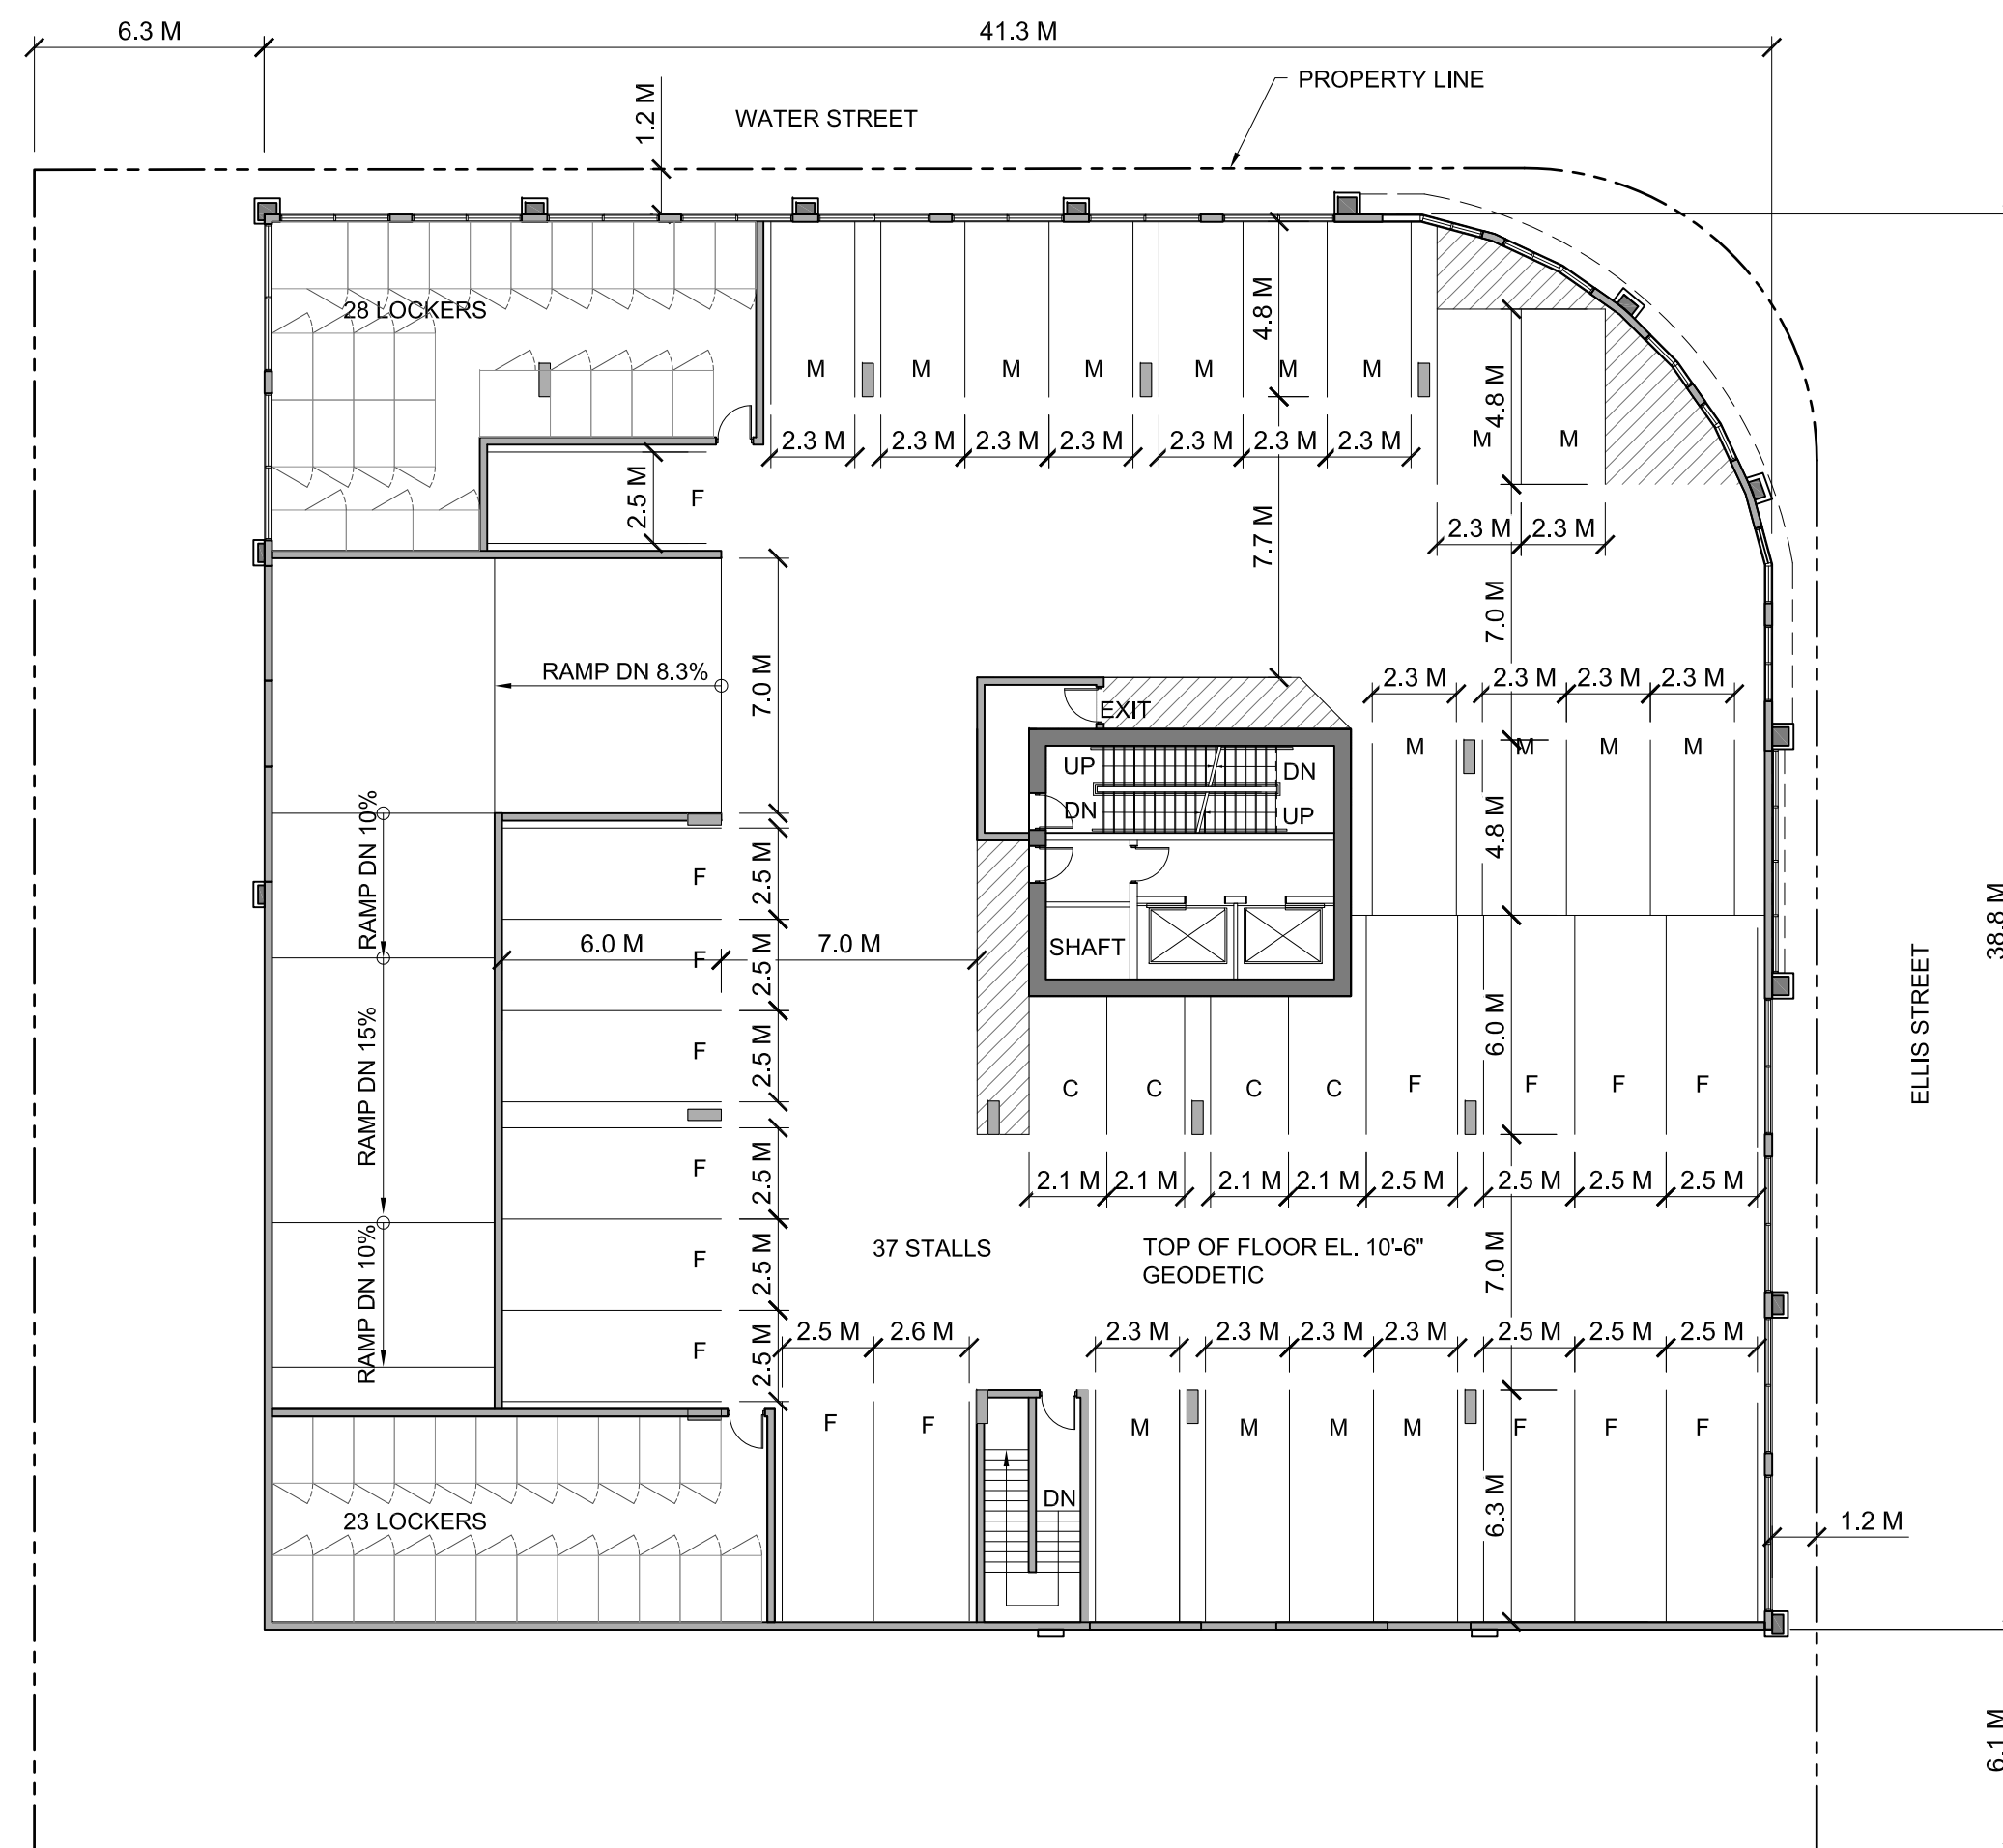 6.3 M
41.3 M
PROPERTY LINE
1.2 M
WATER STREET
28 LOCKERS
4.8 M
4.8 M
M
M
M
M
M
M
M
M
M
2.3 M
2.3 M
2.3 M
2.3 M
2.3 M
2.3 M
2.3 M
2.5 M
F
2.3 M
2.3 M
7.7 M
7.0 M
RAMP DN 8.3%
7.0 M
2.3 M
2.3 M
2.3 M
2.3 M
EXIT
M
M
M
M
UP
DN
DN
UP
RAMP DN 10%
2.5 M
F
4.8 M
38.8 M
6.0 M
F
2.5 M
7.0 M
SHAFT
ELLIS STREET
RAMP DN 15%
F
2.5 M
6.0 M
C
C
C
C
F
F
F
F
F
2.5 M
2.1 M
2.1 M
2.1 M
2.1 M
2.5 M
2.5 M
2.5 M
2.5 M
37 STALLS
TOP OF FLOOR EL. 10'-6"
GEODETIC
7.0 M
RAMP DN 10%
F
2.5 M
F
2.5 M
2.5 M
2.6 M
2.3 M
2.3 M
2.3 M
2.3 M
2.5 M
2.5 M
2.5 M
F
F
M
M
M
M
F
F
F
DN
6.3 M
23 LOCKERS
1.2 M
6.1 M